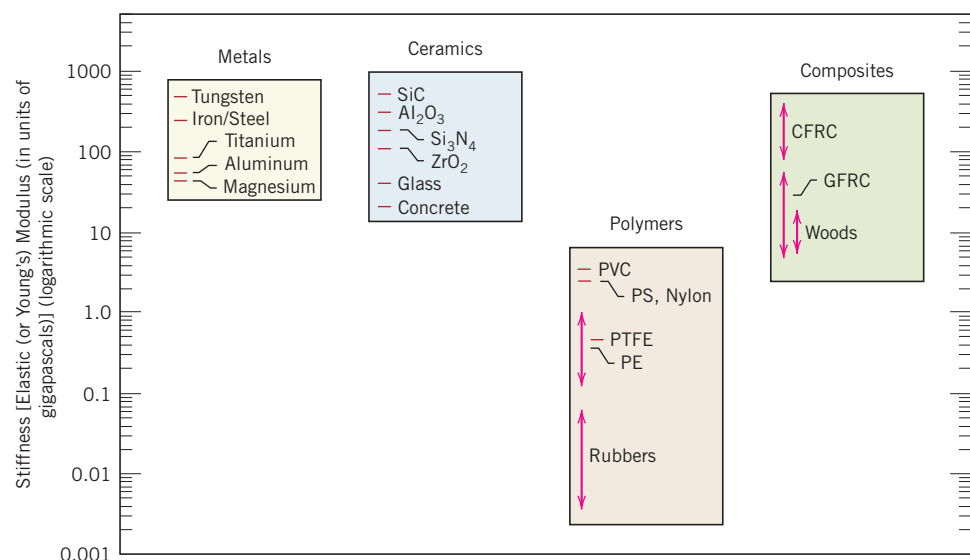 Stiffness [Elastic (or Young's) Modulus (in units of
gigapascals)] (logarithmic scale)
1000
100
10
1.0
0.1
0.01
0.001
Metals
Tungsten
Iron/Steel
Titanium
Aluminum
Magnesium
Ceramics
SiC
Al₂O₃
Si₃N₄
ZrO₂
Glass
Concrete
Polymers
PVC
PS, Nylon
PTFE
PE
Rubbers
Composites
CFRC
GFRC
Woods